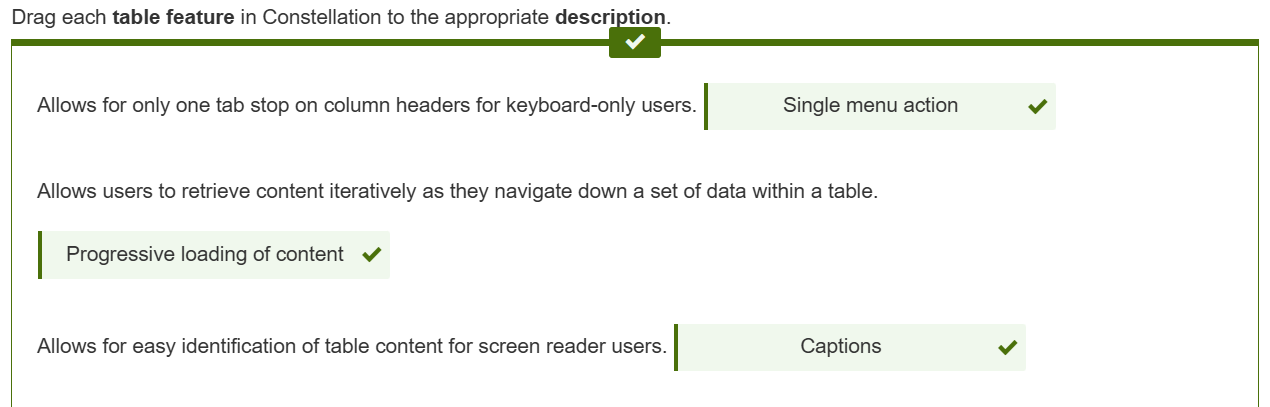 Drag each table feature in Constellation to the appropriate description.
Allows for only one tab stop on column headers for keyboard-only users. Single menu action
Allows users to retrieve content iteratively as they navigate down a set of data within a table.
Progressive loading of content
Allows for easy identification of table content for screen reader users. Captions